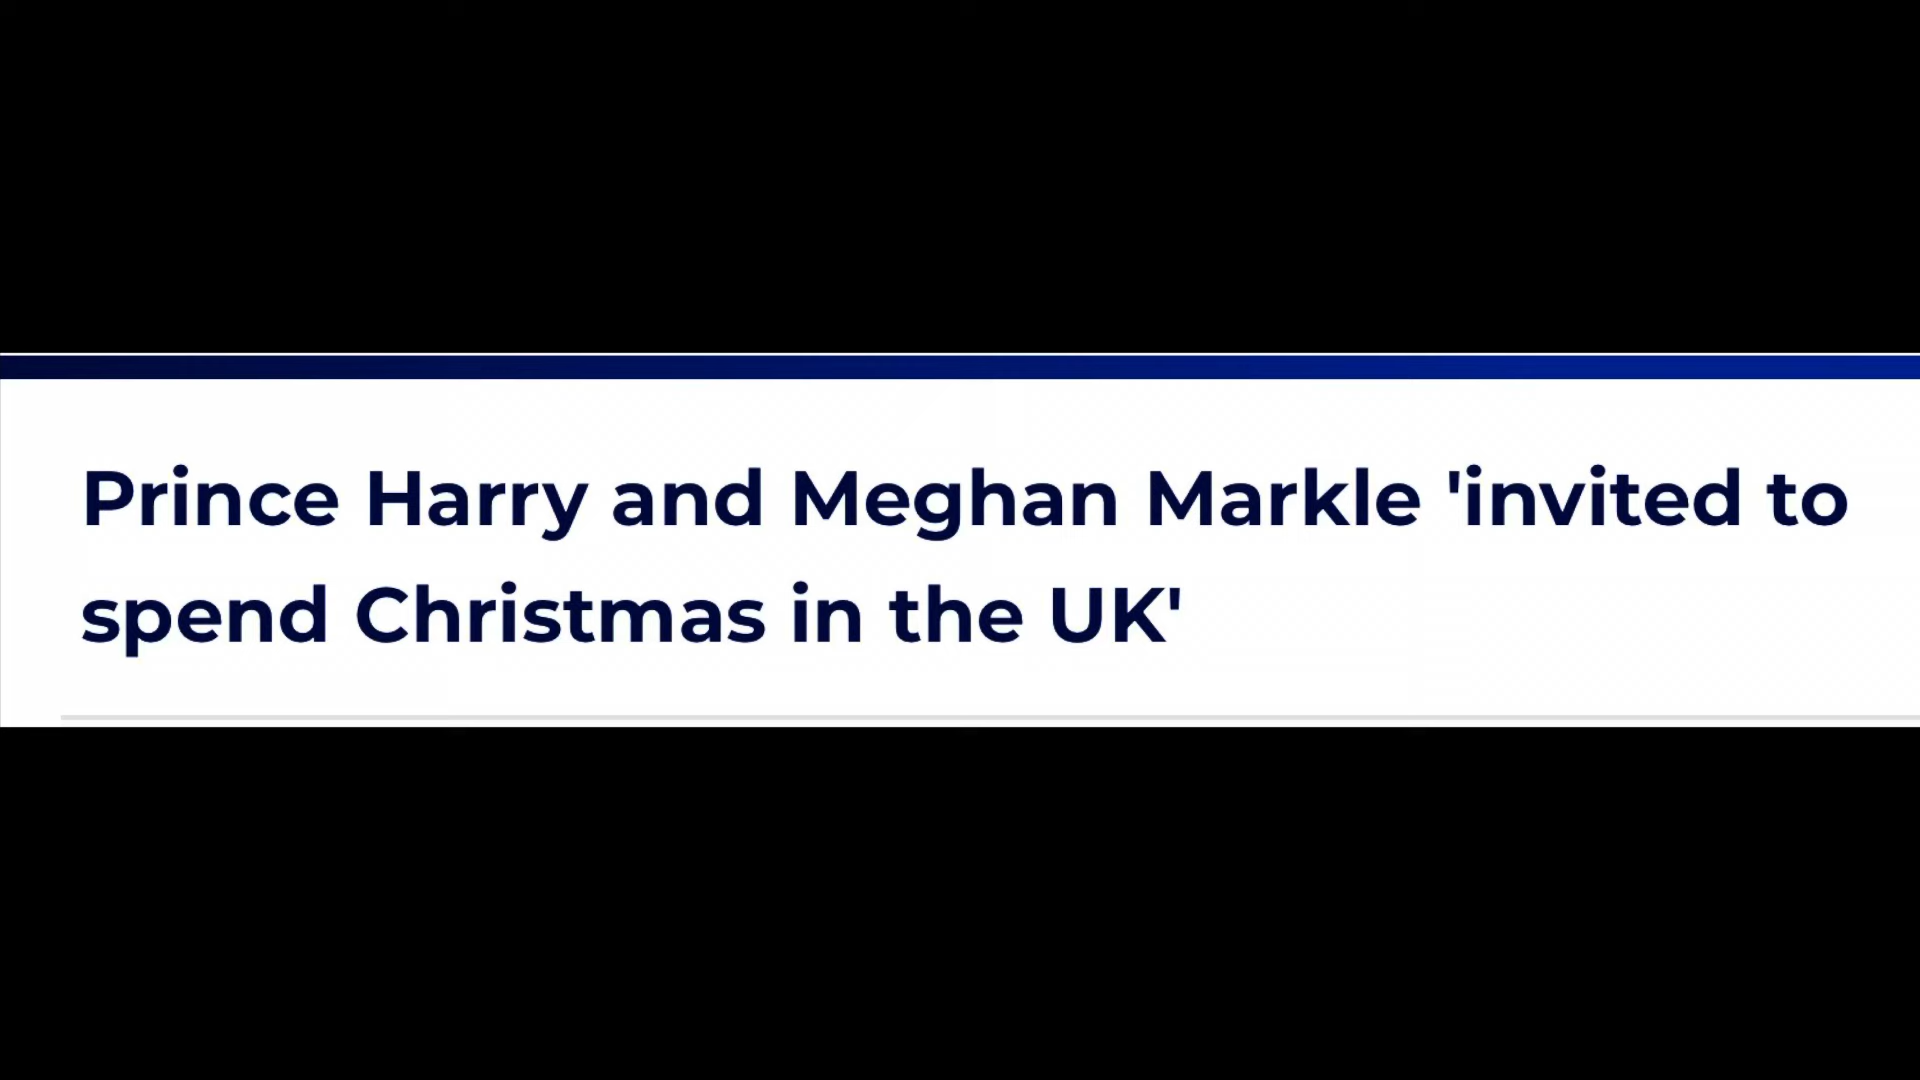 Prince Harry and Meghan Markle 'invited to
spend Christmas in the UK'